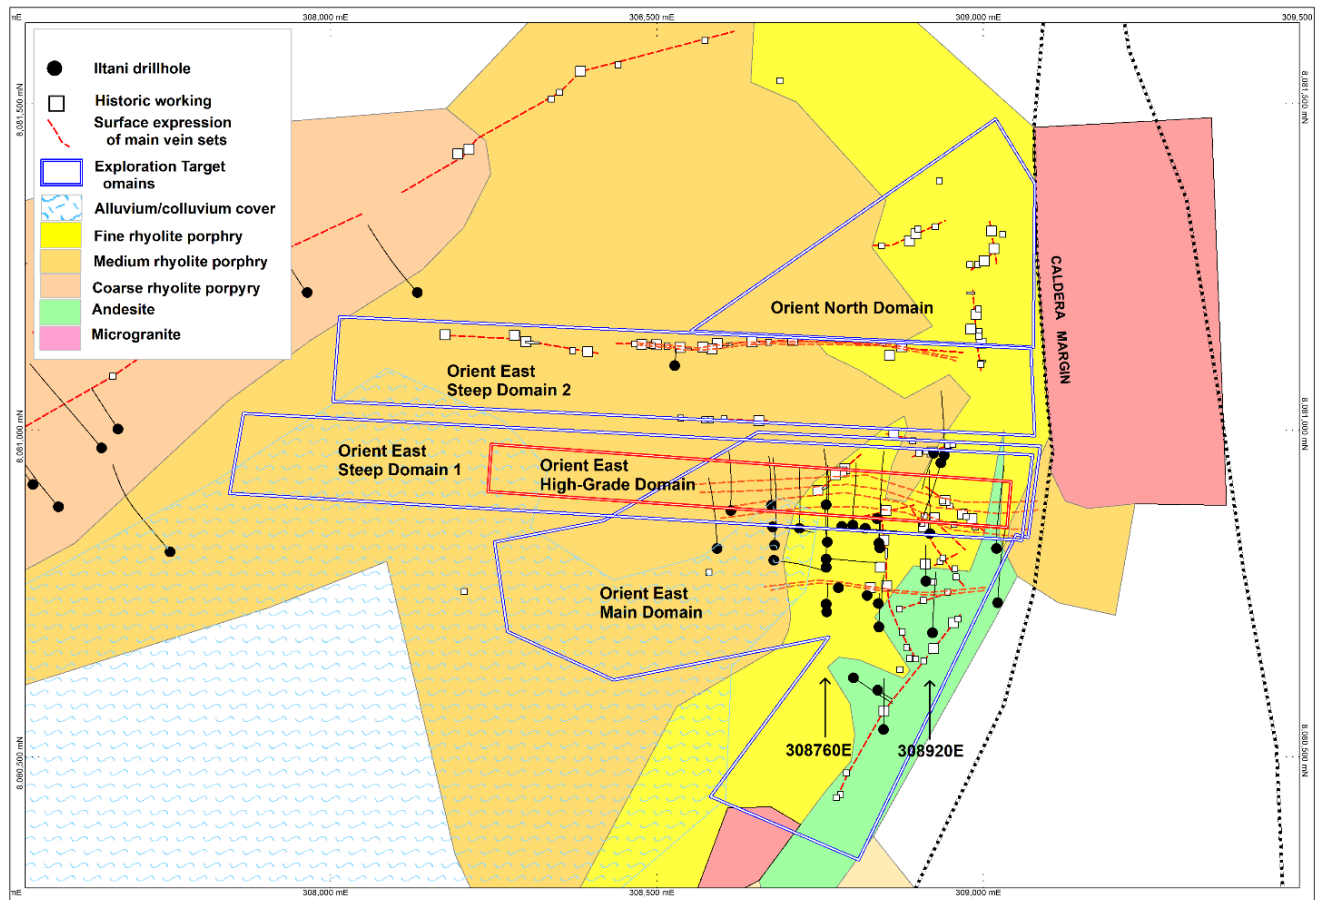 mE
308,000 mE
308,500 mE
309,000 mE
309,500
Iltani drillhole
Historic working
Surface expression
of main vein sets
Exploration Target
omains
Alluvium/colluvium cover
Fine rhyolite porphry
Medium rhyolite porphry
Coarse rhyolite porpyry
Andesite
Microgranite
8,081,500 mN
8,081,500 mN
CALDERA MARGIN
Orient North Domain
Orient East
Steep Domain 2
8,081,000 mN
8,081,000 mN
Orient East
Steep Domain 1
Orient East
High-Grade Domain
Orient East
Main Domain
308760E
308920E
8,080,500 mN
8,080,500 mN
mE
308,000 mE
308,500 mE
309,000 mE